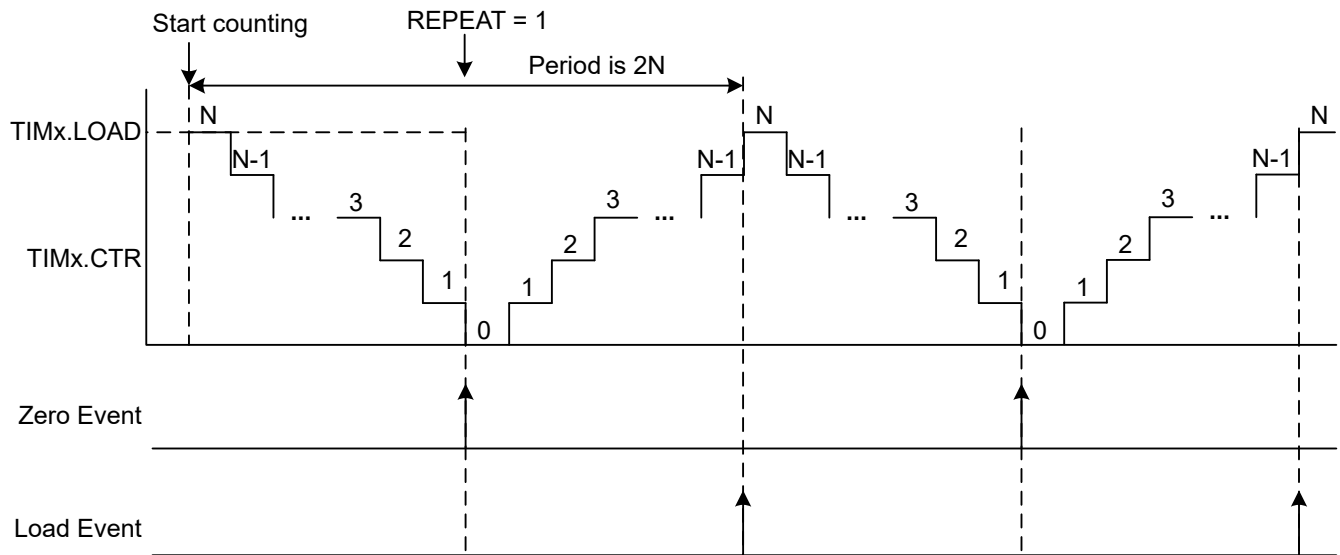 Start counting
REPEAT = 1
Period is 2N
TIMx.LOAD
N
N
N
N-1
N-1
N-1
N-1
...
3
3
...
...
3
3
...
TIMx.CTR
2
2
2
2
1
1
1
1
0
0
Zero Event
Load Event